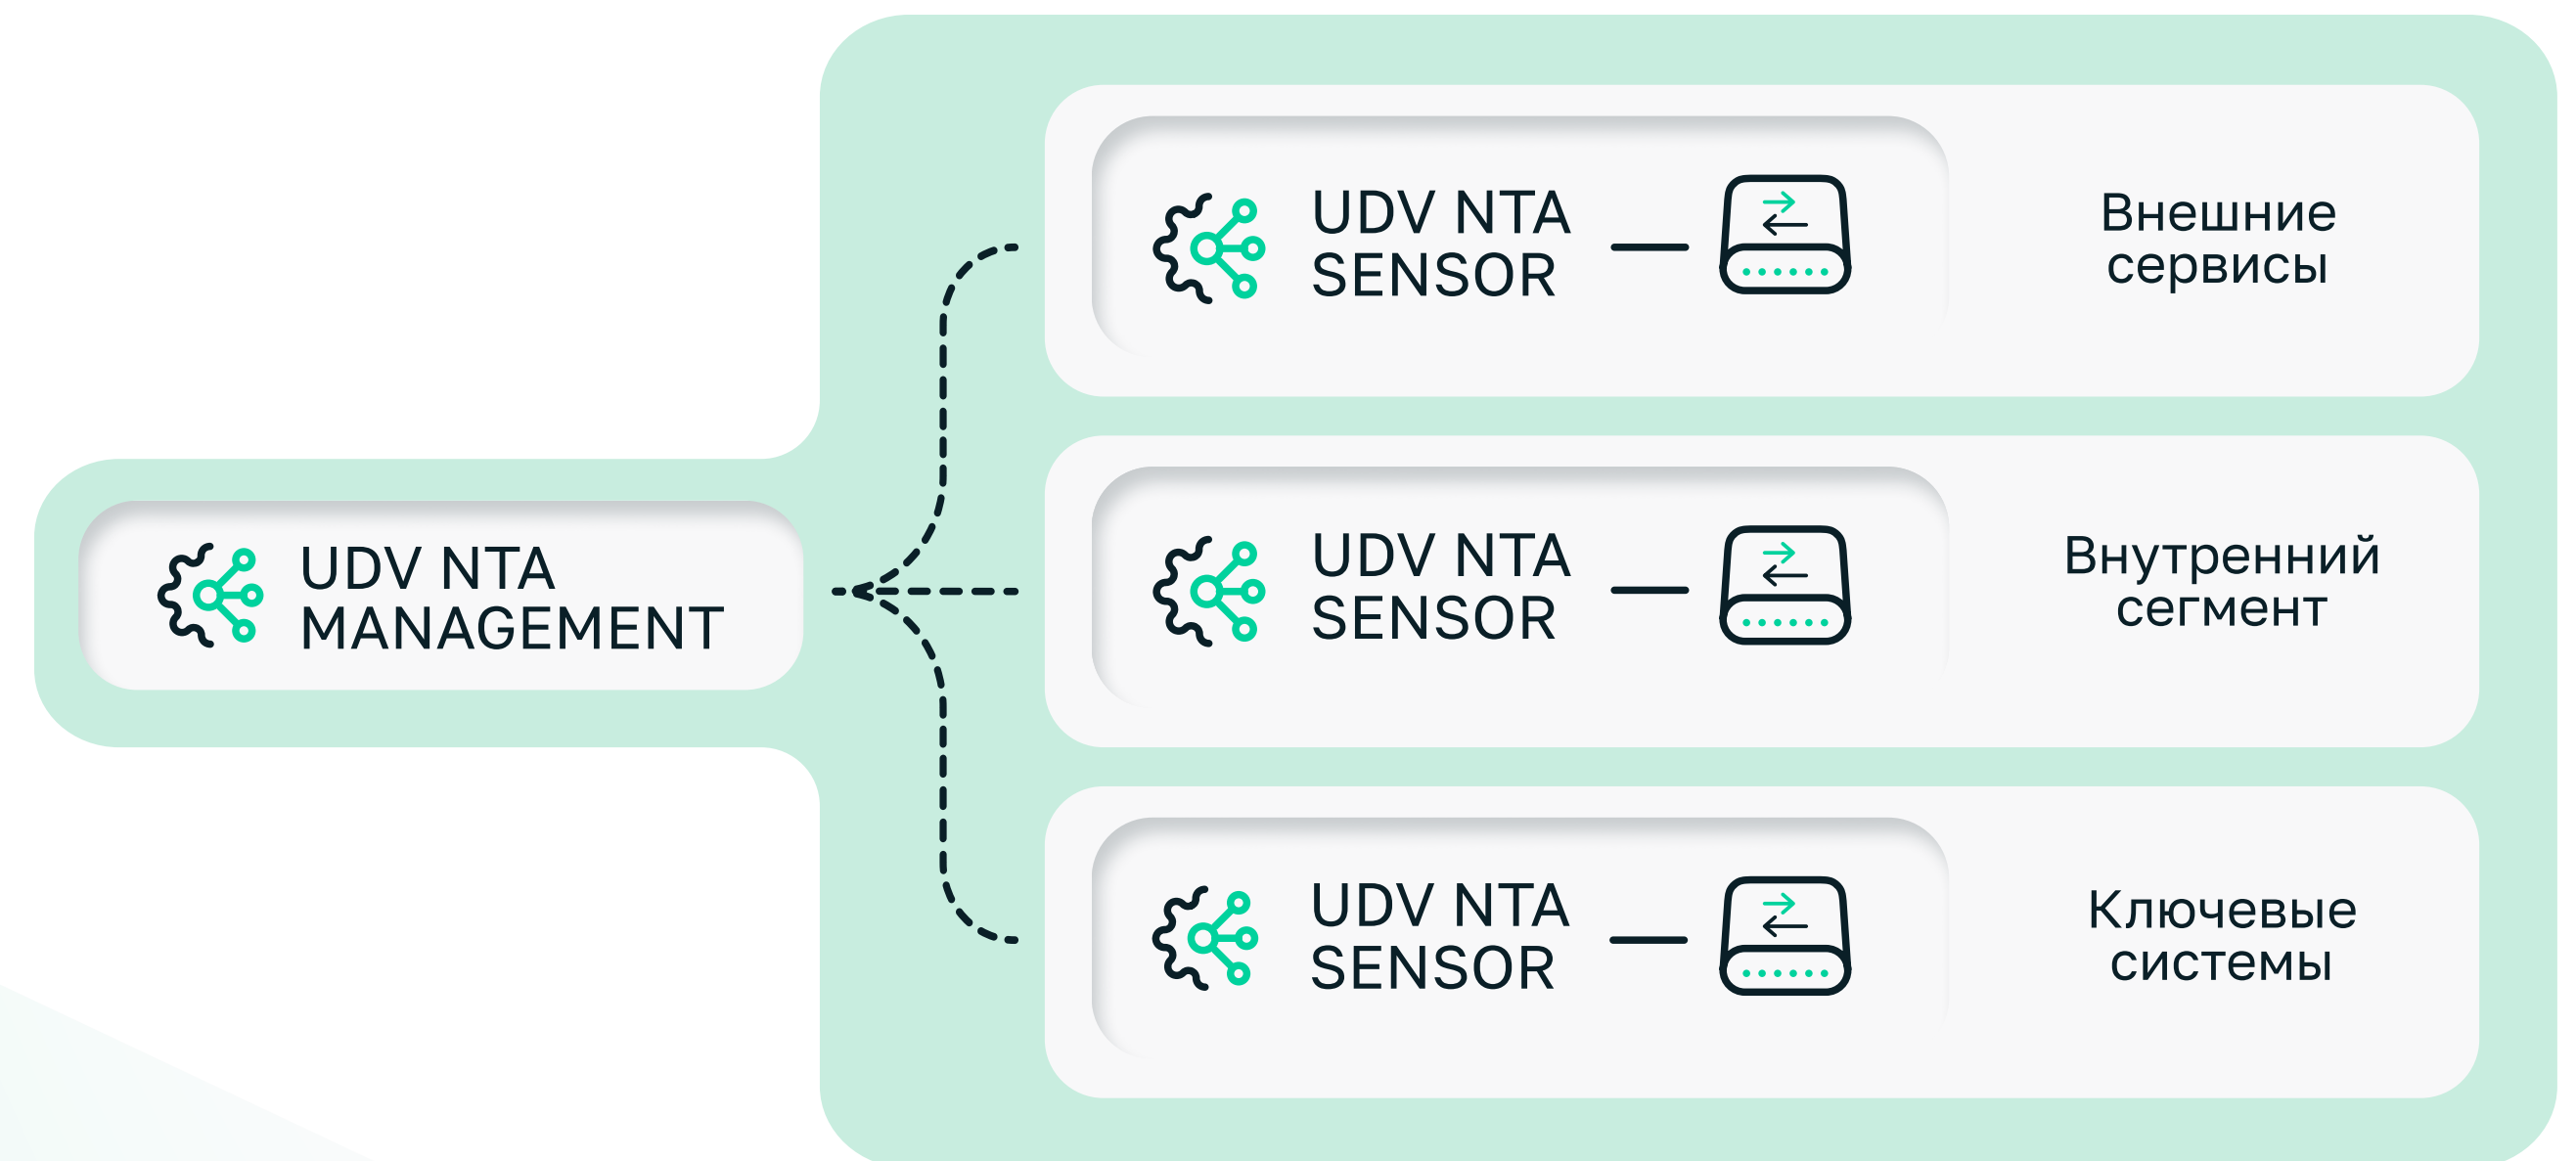 UDV NTA
MANAGEMENT
UDV NTA
SENSOR
Внешние
сервисы
UDV NTA
SENSOR
Внутренний
сегмент
UDV NTA
SENSOR
Ключевые
системы